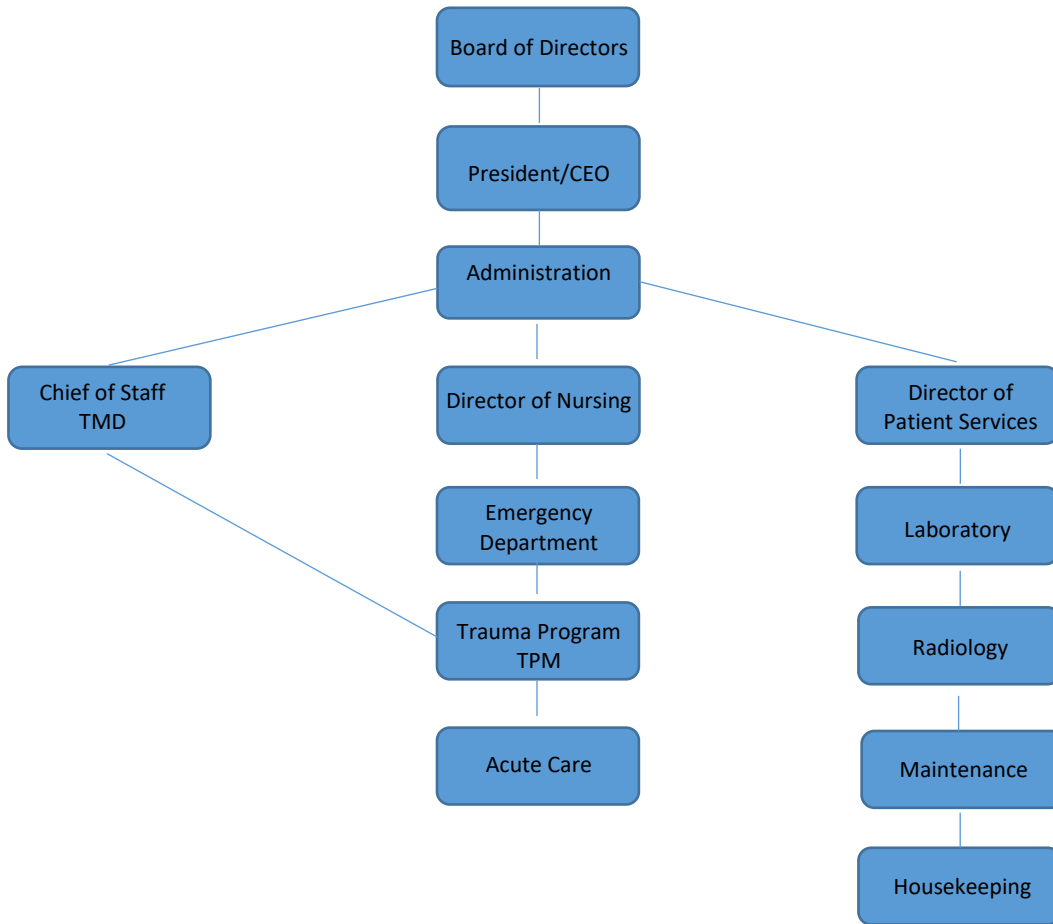 Board of Directors
President/CEO
Administration
Chief of Staff
TMD
Director of Nursing
Director of
Patient Services
Emergency
Department
Laboratory
Trauma Program
TPM
Radiology
Acute Care
Maintenance
Housekeeping